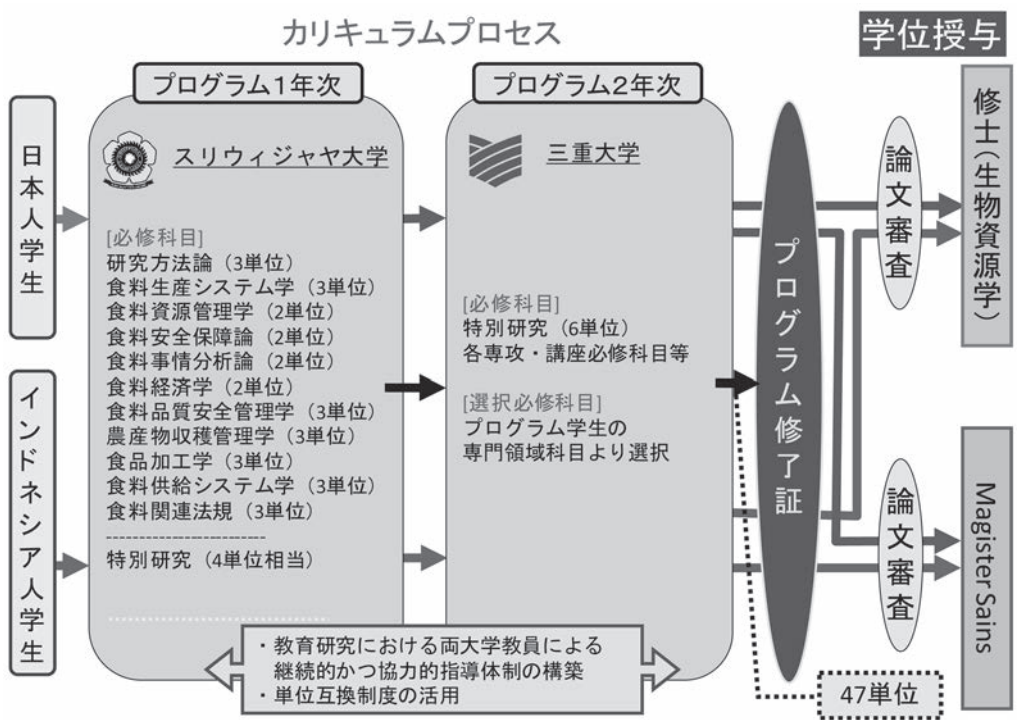 カリキュラムプロセス
学位授与
プログラム1年次
プログラム2年次
日本人学生
インドネシア人学生
スリウィジャヤ大学
[必修科目]
研究方法論（3単位）
食料生産システム学（3単位）
食料資源管理学（2単位）
食料安全保障論（2単位）
食料事情分析論（2単位）
食料経済学（2単位）
食料品質安全管理学（3単位）
農産物収穫管理学（3単位）
食品加工学（3単位）
食料供給システム学（3単位）
食料関連法規（3単位）
特別研究（4単位相当）
三重大学
[必修科目]
特別研究（6単位）
各専攻・講座必修科目等
[選択必修科目]
プログラム学生の
専門領域科目より選択
・教育研究における両大学教員による
継続的かつ協力的指導体制の構築
・単位互換制度の活用
プログラム修了証
47単位
論文審査
論文審査
修士（生物資源学）
Magister Sains